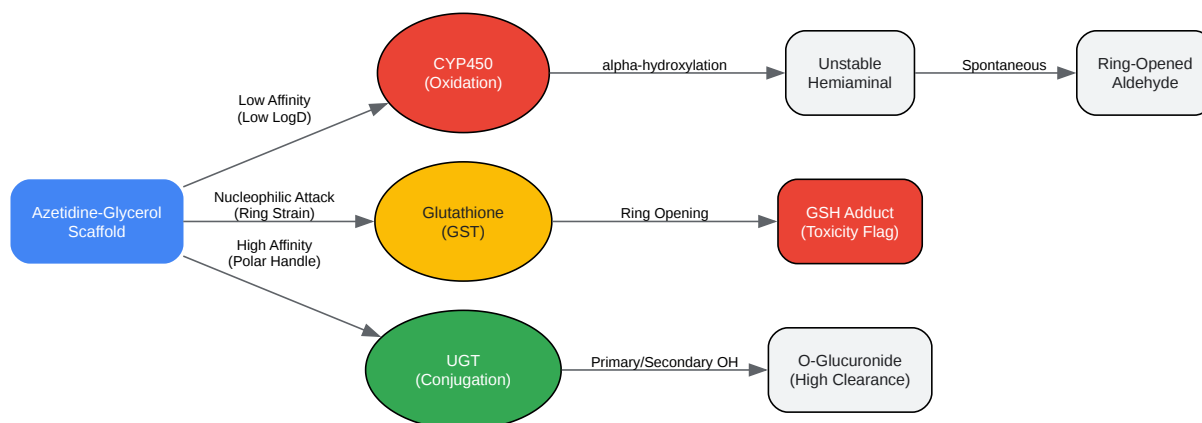 CYP450
(Oxidation)
alpha-hydroxylation
Unstable
Hemiaminal
Spontaneous
Ring-Opened
Aldehyde
Low Affinity
(Low LogD)
Azetidine-Glycerol
Scaffold
Nucleophilic Attack
(Ring Strain)
Glutathione
(GST)
Ring Opening
GSH Adduct
(Toxicity Flag)
High Affinity
(Polar Handle)
UGT
(Conjugation)
Primary/Secondary OH
O-Glucuronide
(High Clearance)